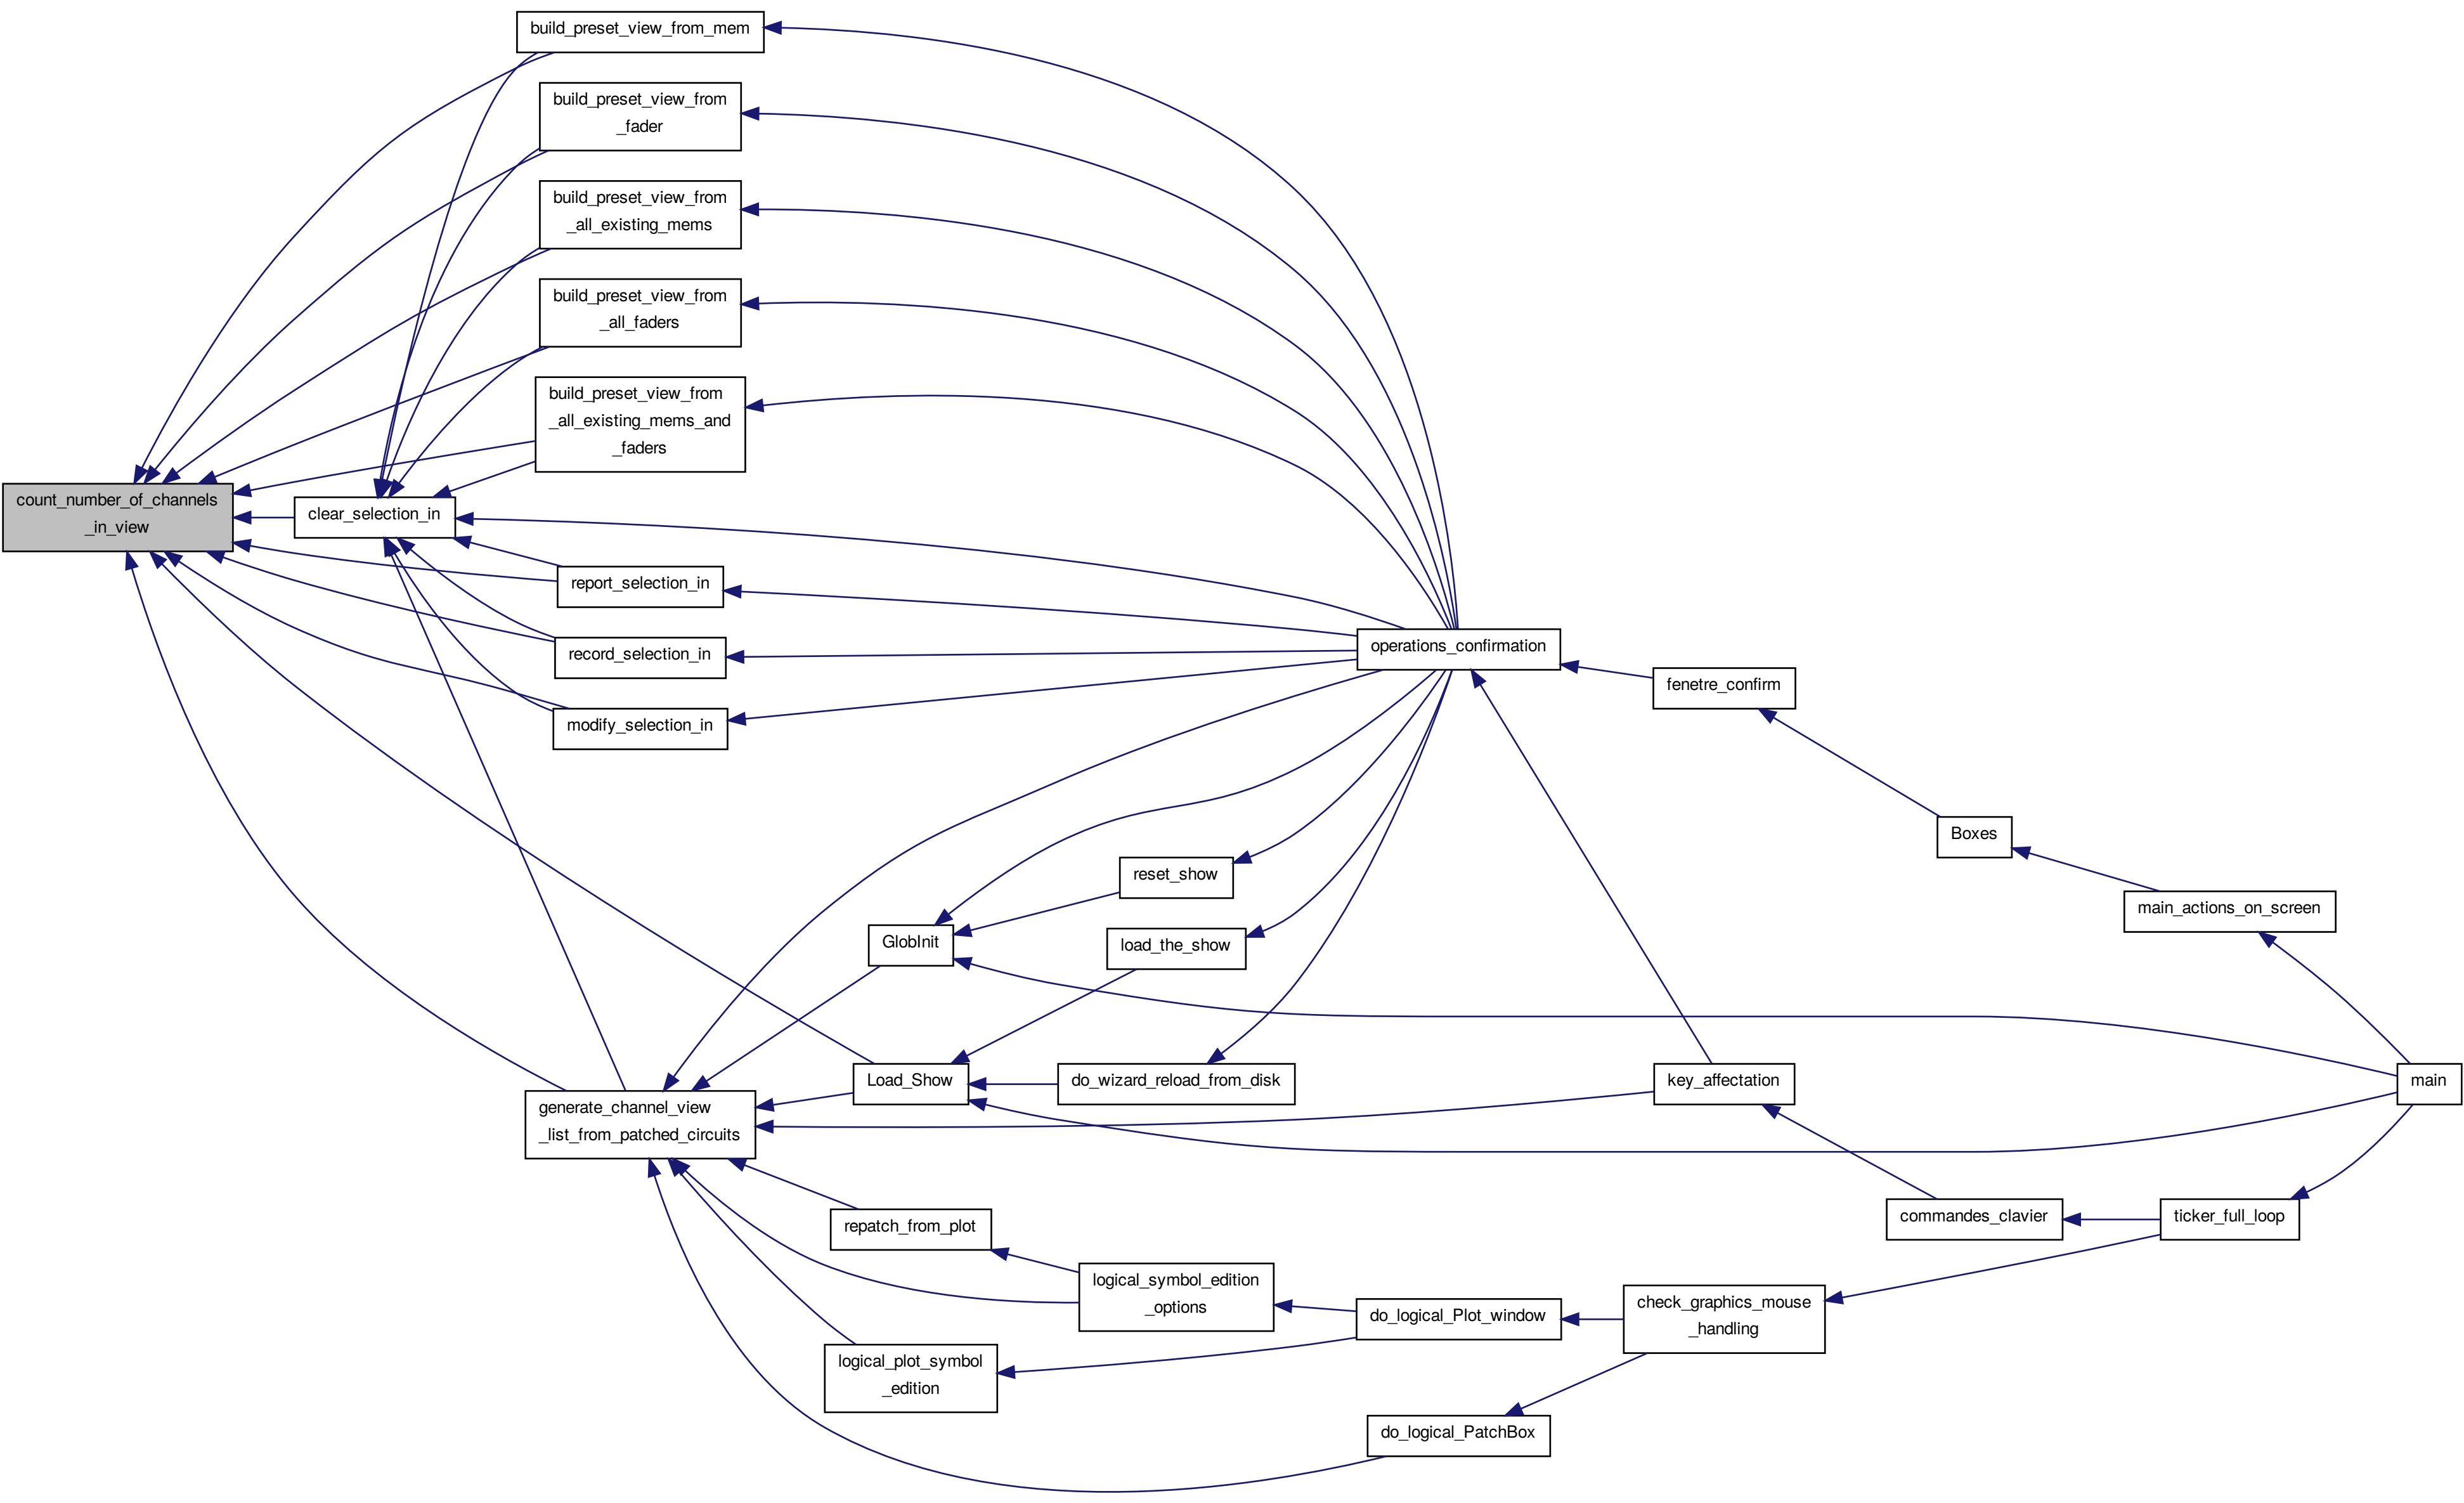 build_preset_view_from_mem
build_preset_view_from
_fader
build_preset_view_from
_all_existing_mems
build_preset_view_from
_all_faders
build_preset_view_from
_all_existing_mems_and
_faders
count_number_of_channels
_in_view
clear_selection_in
report_selection_in
record_selection_in
modify_selection_in
operations_confirmation
fenetre_confirm
Boxes
main_actions_on_screen
reset_show
GlobInit
load_the_show
Load_Show
do_wizard_reload_from_disk
key_affectation
main
generate_channel_view
_list_from_patched_circuits
repatch_from_plot
commandes_clavier
ticker_full_loop
logical_symbol_edition
_options
do_logical_Plot_window
check_graphics_mouse
_handling
logical_plot_symbol
_edition
do_logical_PatchBox